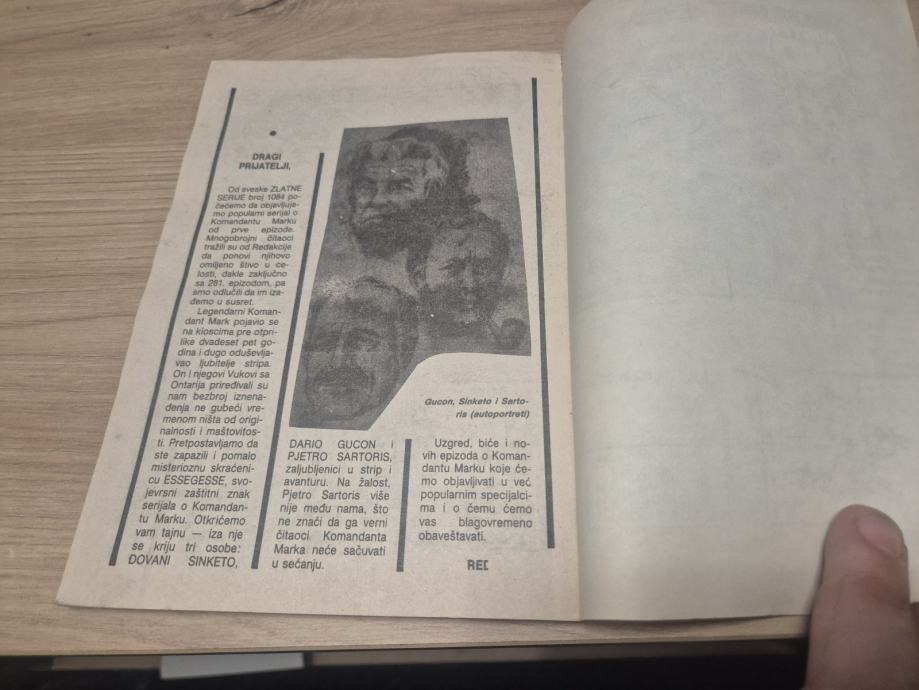 DRAGI
PRIJATELJI,
Od sveske ZLATNE
SERIJE broj 1084 po-
čećemo da objavljuje-
mo popularni serijal o
Komandantu Marku
od prve epizode.
Mnogobrojni čitaoci
tražili su od Redakcije
da ponovi njihovo
omiljeno štivo u ce-
losti, dakle zaključno
sa 281. epizodom, pa
smo odlučili da im iza-
đemo u susret.
Legendarni Koman-
dant Mark pojavio se
na kioscima pre otpri-
like dvadeset pet go-
dina i dugo oduševlja-
vao ljubitelje stripa.
On i njegovi Vukovi sa
Ontarija priređivali su
nam bezbroj iznena-
đenja ne gubeći vre-
menom ništa od origi-
nalnosti i maštovitos-
ti. Pretpostavljamo da
ste zapazili i pomalo
misterioznu skraćeni-
cu ESSEGESSE, svo-
jevrsni zaštitni znak
serijala o Komandan-
tu Marku. Otkrićemo
vam tajnu — iza nje
se kriju tri osobe:
ĐOVANI SINKETO,
DARIO GUCON i
PJETRO SARTORIS,
zaljubljenici u strip i
avanturu. Na žalost,
Pjetro Sartoris više
nije među nama, što
ne znači da ga verni
čitaoci Komandanta
Marka neće sačuvati
u sećanju.
Gucon, Sinketo i Sarto-
ris (autoportreti)
Uzgred, biće i no-
vih epizoda o Koman-
dantu Marku koje će-
mo objavljivati u već
popularnim specijalci-
ma i o čemu ćemo
vas blagovremeno
obaveštavati.
RED